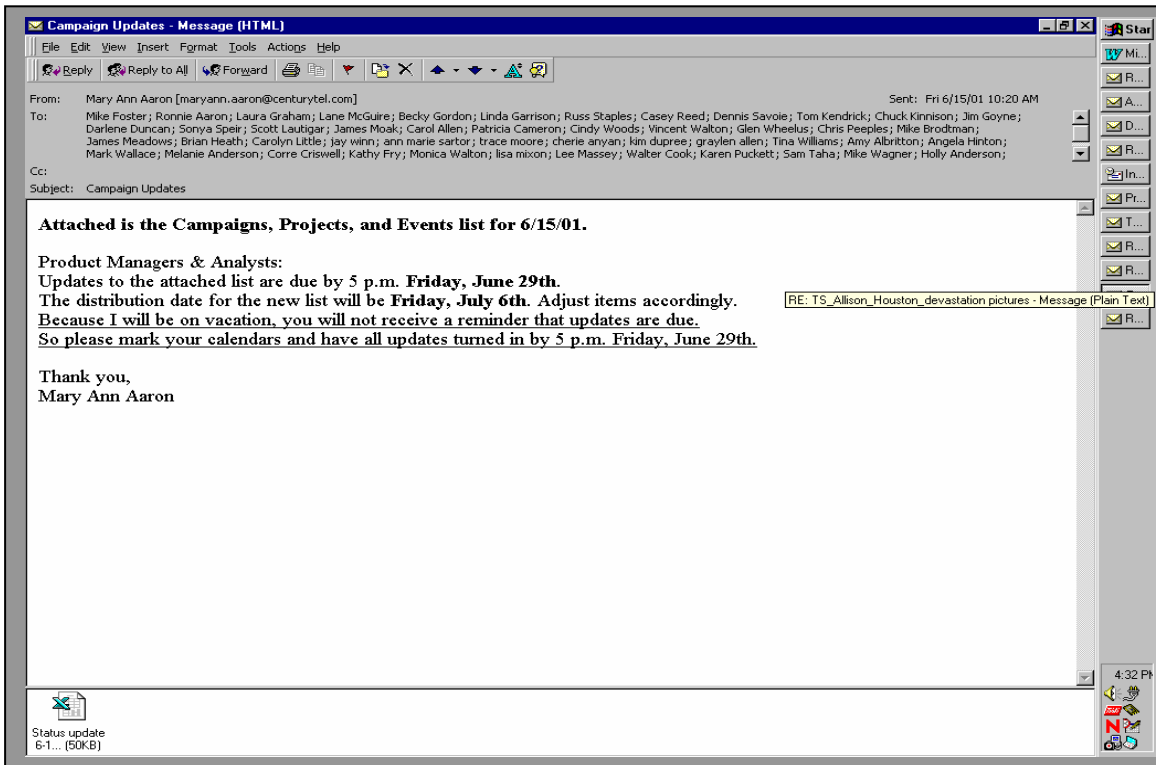 Campaign Updates - Message (HTML)
File Edit View Insert Format Tools Actions Help
Reply Reply to All Forward
From: Mary Ann Aaron [maryann.aaron@centurytel.com] Sent: Fri 6/15/01 10:20 AM
To: Mike Foster; Ronnie Aaron; Laura Graham; Lane McGuire; Becky Gordon; Linda Garrison; Russ Staples; Casey Reed; Dennis Savoie; Tom Kendrick; Chuck Kinnison; Jim Goyne;
Darlene Duncan; Sonya Speir; Scott Lautigar; James Moak; Carol Allen; Patricia Cameron; Cindy Woods; Vincent Walton; Glen Wheelus; Chris Peeples; Mike Brodtman;
James Meadows; Brian Heath; Carolyn Little; jay winn; ann marie sartor; trace moore; cherie anyan; kim dupree; graylen allen; Tina Williams; Amy Albritton; Angela Hinton;
Mark Wallace; Melanie Anderson; Corre Criswell; Kathy Fry; Monica Walton; lisa mixon; Lee Massey; Walter Cook; Karen Puckett; Sam Taha; Mike Wagner; Holly Anderson;
Cc:
Subject: Campaign Updates
Attached is the Campaigns, Projects, and Events list for 6/15/01.
Product Managers & Analysts:
Updates to the attached list are due by 5 p.m. Friday, June 29th.
The distribution date for the new list will be Friday, July 6th. Adjust items accordingly.
Because I will be on vacation, you will not receive a reminder that updates are due.
So please mark your calendars and have all updates turned in by 5 p.m. Friday, June 29th.
Thank you,
Mary Ann Aaron
Status update
6-1... (50KB)
Star
Mi...
R...
A...
D...
R...
In...
Pr...
T...
R...
R...
RE: TS_Allison_Houston_devastation pictures - Message (Plain Text)
R...
4:32 PM